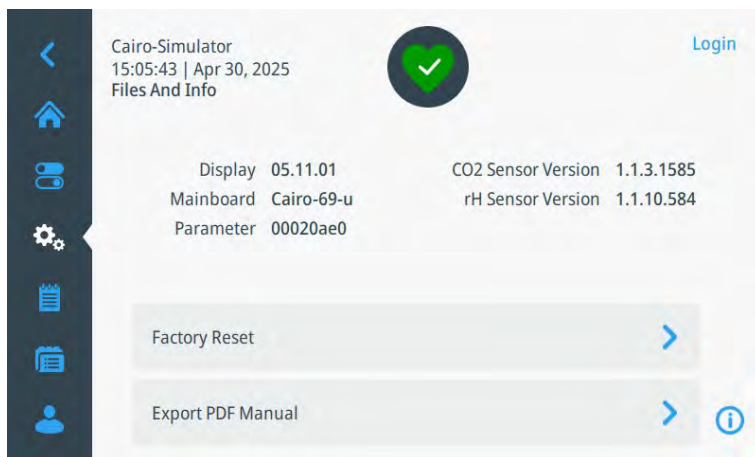 Cairo-Simulator
Login
15:05:43 | Apr 30, 2025
Files And Info
Display 05.11.01
CO2 Sensor Version 1.1.3.1585
Mainboard Cairo-69-u
rH Sensor Version 1.1.10.584
Parameter 00020ae0
Factory Reset
Export PDF Manual